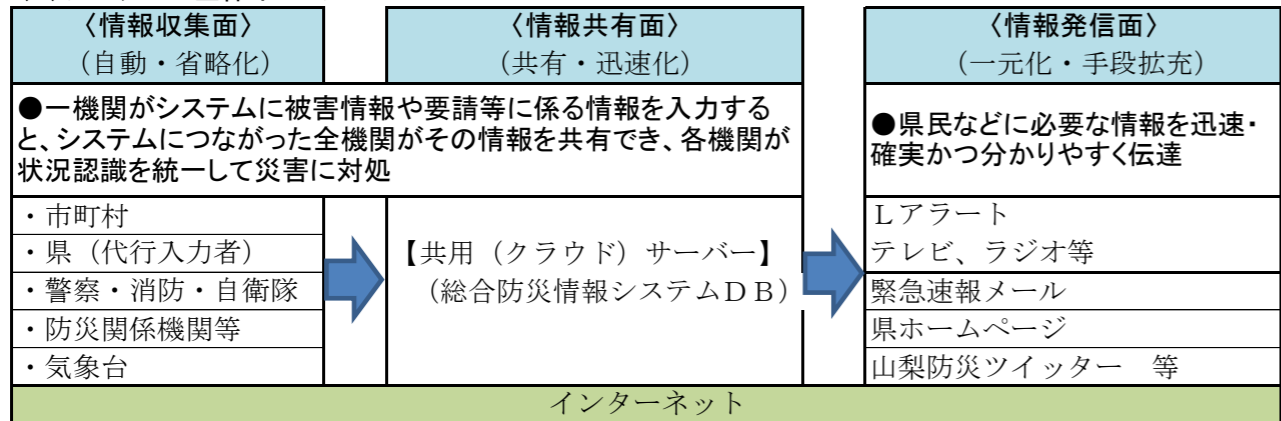 〈情報収集面〉
（自動・省略化）
〈情報共有面〉
（共有・迅速化）
〈情報発信面〉
（一元化・手段拡充）
●一機関がシステムに被害情報や要請等に係る情報を入力する
と、システムにつながった全機関がその情報を共有でき、各機関が
状況認識を統一して災害に対処
●県民などに必要な情報を迅速・
確実かつ分かりやすく伝達
・市町村
・県（代行入力者）
・警察・消防・自衛隊
・防災関係機関等
・気象台
【共用（クラウド）サーバー】
（総合防災情報システムＤＢ）
Ｌアラート
テレビ、ラジオ等
緊急速報メール
県ホームページ
山梨防災ツイッター　等
インターネット